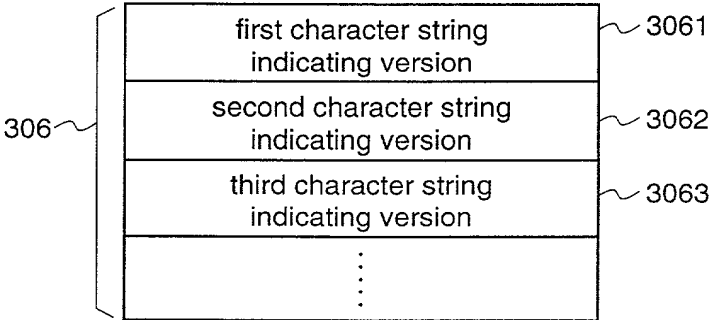 first character string
indicating version
3061
306
second character string
indicating version
3062
third character string
indicating version
3063